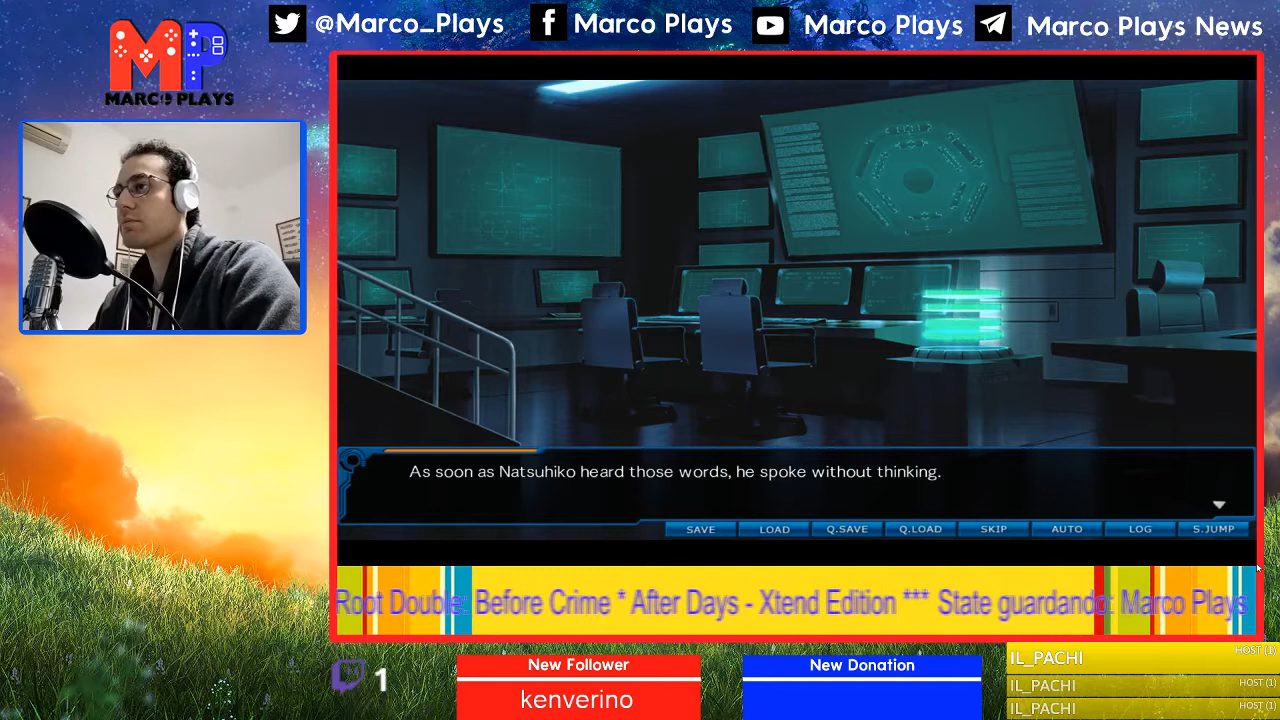 @Marco_Plays
Marco Plays
Marco Plays
Marco Plays News
MP
MARCO PLAYS
As soon as Natsuhiko heard those words, he spoke without thinking.
SAVE
LOAD
Q.SAVE
Q.LOAD
SKIP
AUTO
LOG
S.JUMP
Root Double: Before Crime * After Days - Xtend Edition *** State guardando: Marco Plays
1
New Follower
kenverino
New Donation
IL_PACHI HOST (1)
IL_PACHI HOST (1)
IL_PACHI HOST (1)